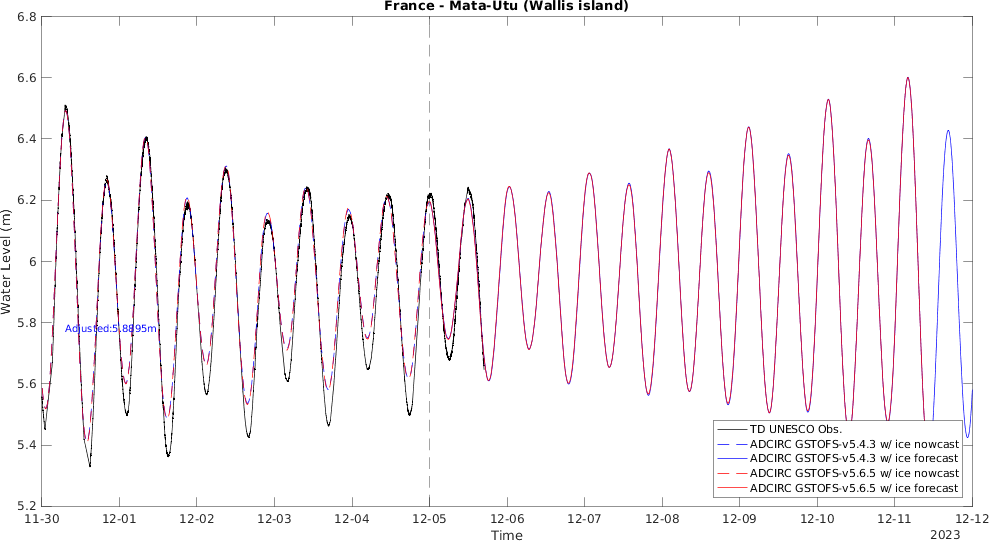 France - Mata-Utu (Wallis island)
6.8
6.6
6.4
6.2
6
5.8
5.6
5.4
5.2
Water Level (m)
Adjusted:5.8895m
TD UNESCO Obs.
ADCIRC GSTOFS-v5.4.3 w/ ice nowcast
ADCIRC GSTOFS-v5.4.3 w/ ice forecast
ADCIRC GSTOFS-v5.6.5 w/ ice nowcast
ADCIRC GSTOFS-v5.6.5 w/ ice forecast
11-30 12-01 12-02 12-03 12-04 12-05 12-06 12-07 12-08 12-09 12-10 12-11 12-12
Time
2023